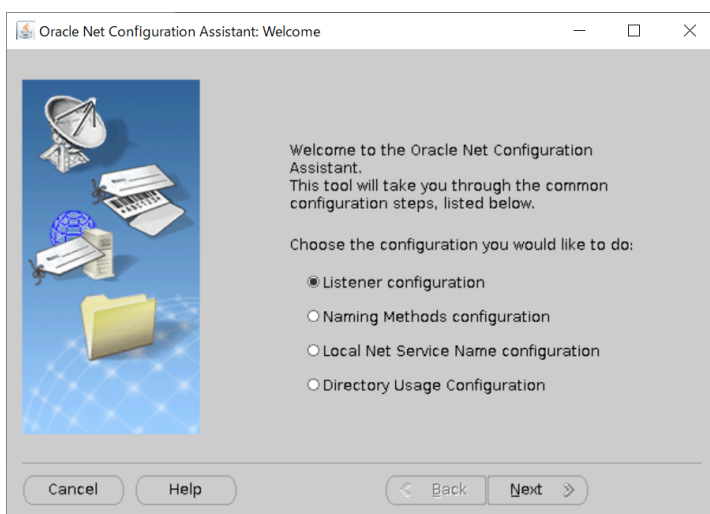 Oracle Net Configuration Assistant: Welcome
Welcome to the Oracle Net Configuration
Assistant.
This tool will take you through the common
configuration steps, listed below.
Choose the configuration you would like to do:
Listener configuration
Naming Methods configuration
Local Net Service Name configuration
Directory Usage Configuration
Cancel
Help
Back
Next